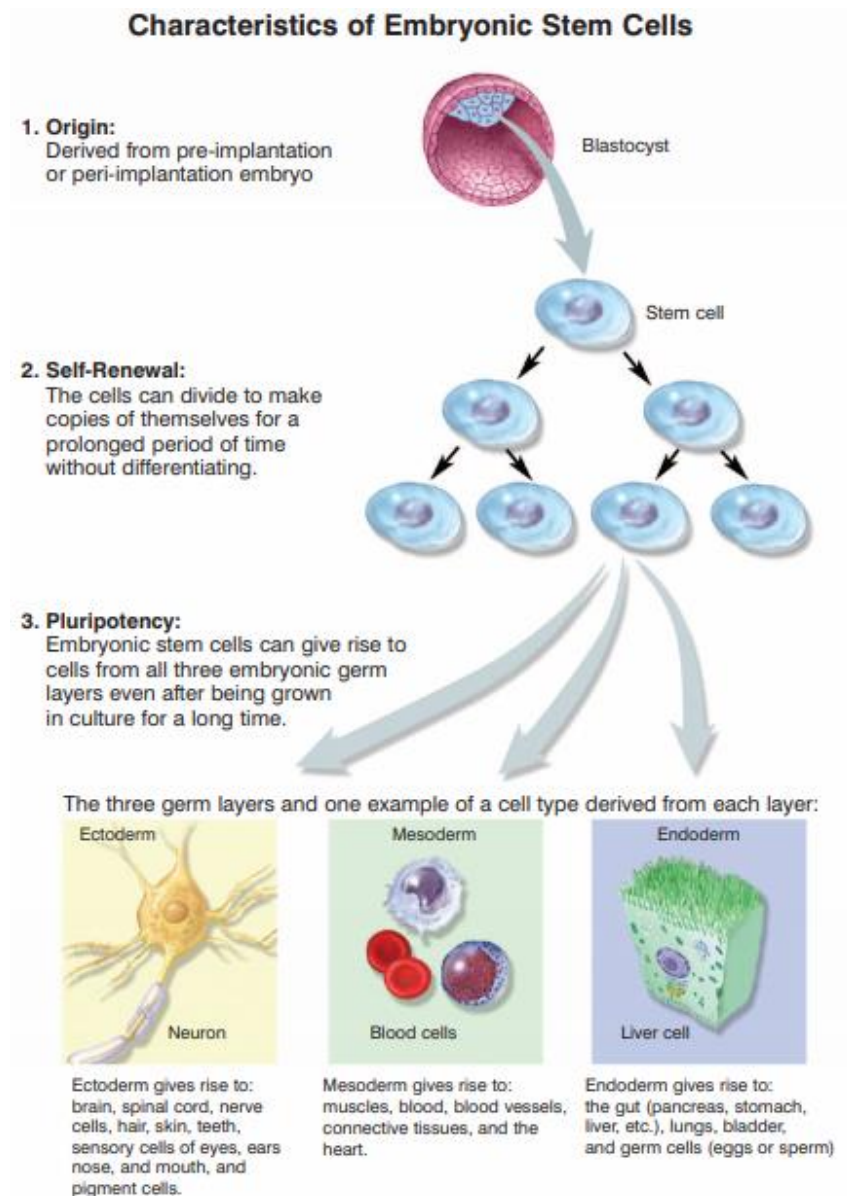 Characteristics of Embryonic Stem Cells
1. Origin:
Derived from pre-implantation
or peri-implantation embryo
Blastocyst
Stem cell
2. Self-Renewal:
The cells can divide to make
copies of themselves for a
prolonged period of time
without differentiating.
3. Pluripotency:
Embryonic stem cells can give rise to
cells from all three embryonic germ
layers even after being grown
in culture for a long time.
The three germ layers and one example of a cell type derived from each layer:
Ectoderm
Neuron
Ectoderm gives rise to:
brain, spinal cord, nerve
cells, hair, skin, teeth,
sensory cells of eyes, ears
nose, and mouth, and
pigment cells.
Mesoderm
Blood cells
Mesoderm gives rise to:
muscles, blood, blood vessels,
connective tissues, and the
heart.
Endoderm
Liver cell
Endoderm gives rise to:
the gut (pancreas, stomach,
liver, etc.), lungs, bladder,
and germ cells (eggs or sperm)